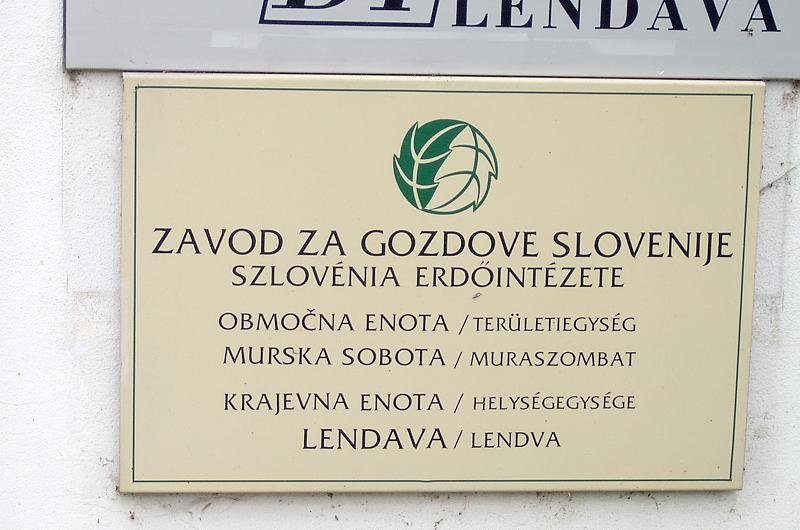 LENDAVA
ZAVOD ZA GOZDOVE SLOVENIJE
SZLOVÉNIA ERDŐINTÉZETE
OBMOČNA ENOTA / TERÜLETIEGYSÉG
MURSKA SOBOTA / MURASZOMBAT
KRAJEVNA ENOTA / HELYSÉGEGYSÉGE
LENDAVA / LENDVA